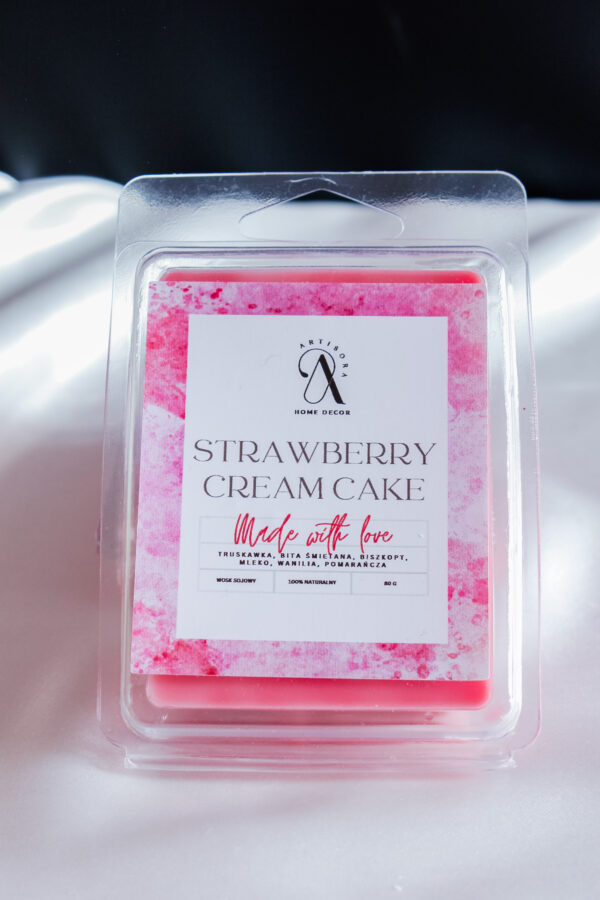 ARTIBORA
A
HOME DECOR
STRAWBERRY
CREAM CAKE
Made with love
TRUSKAWKA, BITA ŚMIETANA, BISZKOPT,
MLEKO, WANILIA, POMARAŃCZA
WOSK SOJOWY 100% NATURALNY 80 G